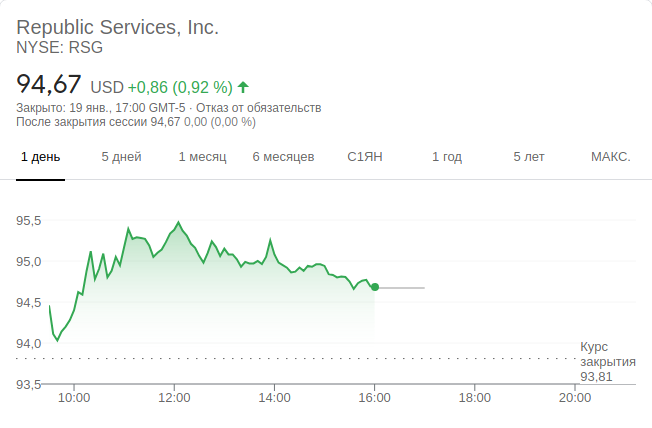 Republic Services, Inc.
NYSE: RSG
94,67 USD +0,86 (0,92 %)
Закрыто: 19 янв., 17:00 GMT-5 · Отказ от обязательств
После закрытия сессии 94,67 0,00 (0,00 %)
1 день 5 дней 1 месяц 6 месяцев С1ЯН 1 год 5 лет МАКС.
95,5
95,0
94,5
94,0
Курс
закрытия
93,81
93,5
10:00 12:00 14:00 16:00 18:00 20:00